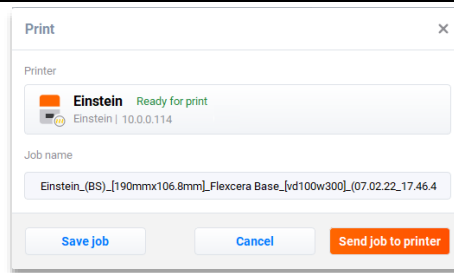 Print
Printer
Einstein Ready for print
Einstein | 10.0.0.114
Job name
Einstein_(BS)_[190mmx106.8mm]_Flexcera Base_[vd100w300]_(07.02.22_17.46.4
Save job Cancel Send job to printer